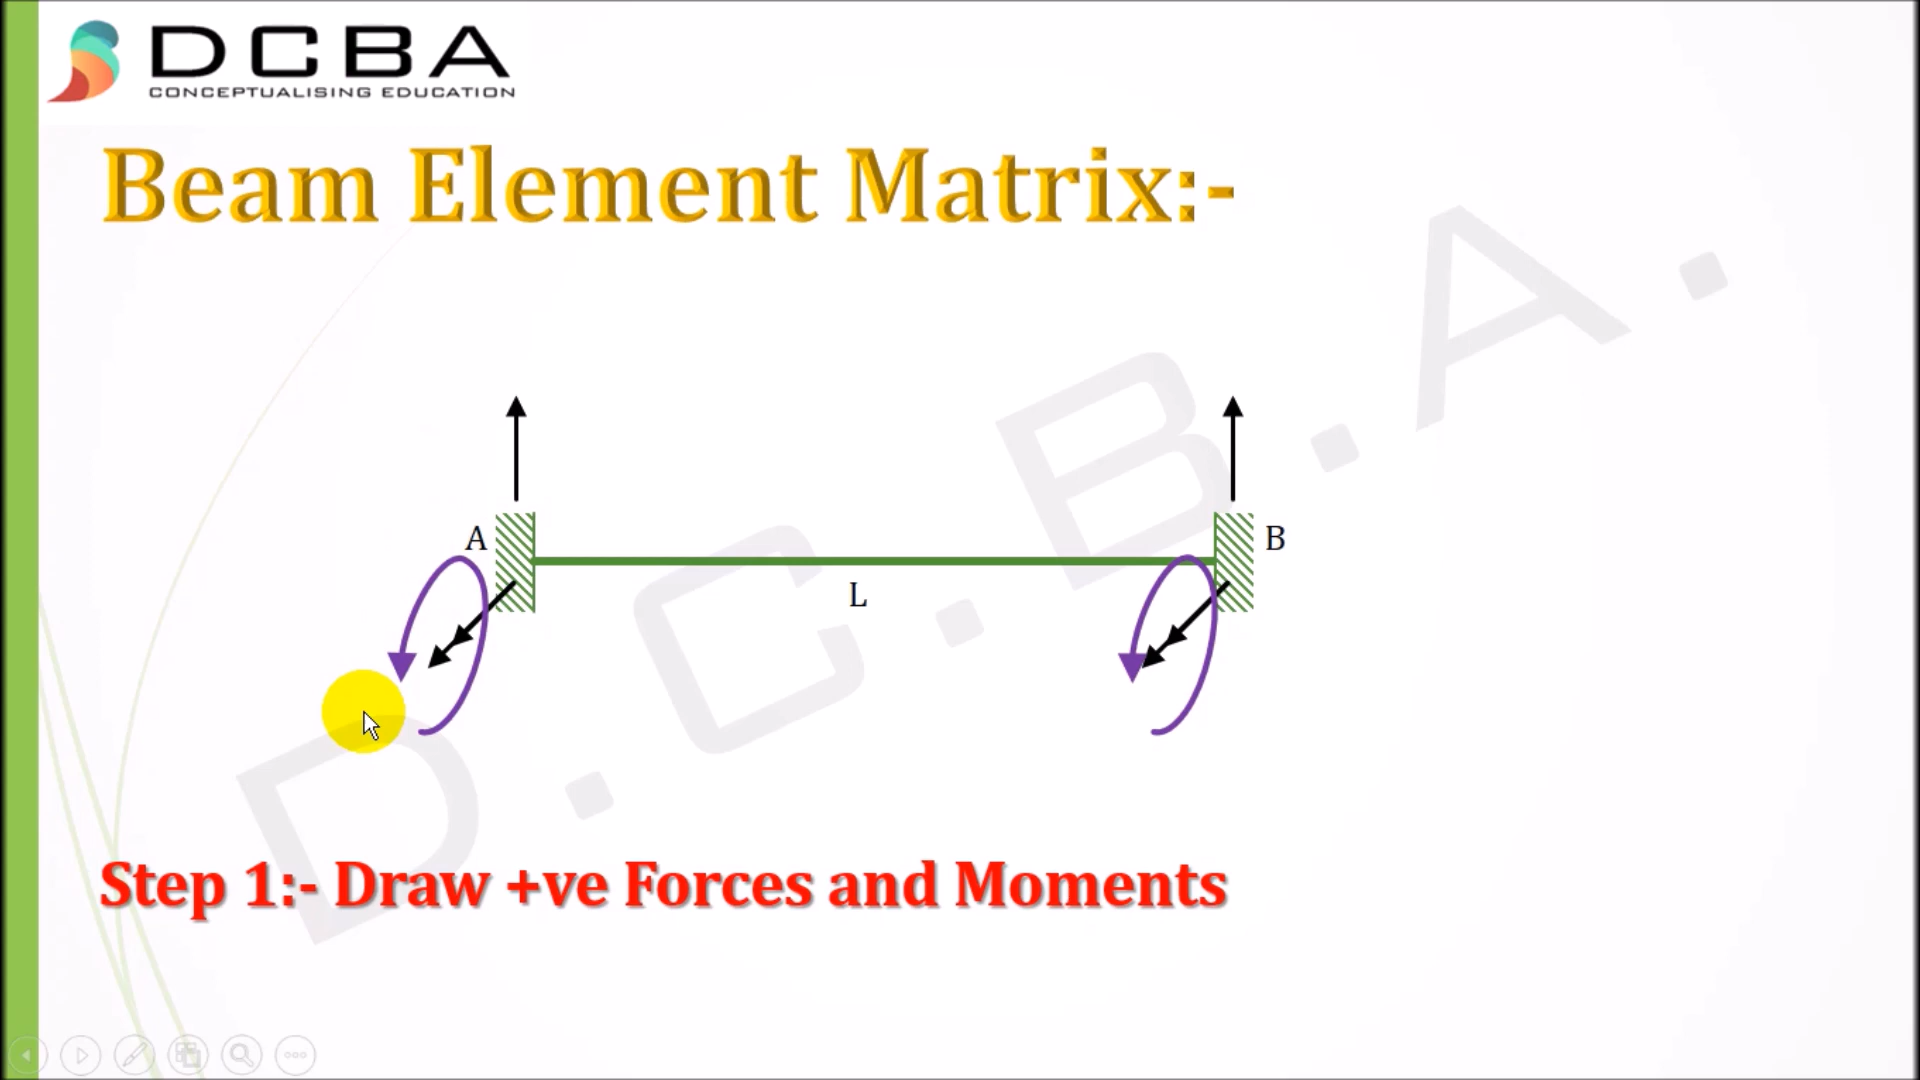 DCBA
CONCEPTUALISING EDUCATION
Beam Element Matrix:-
A
B
L
D.C.B.A.
Step 1:- Draw +ve Forces and Moments